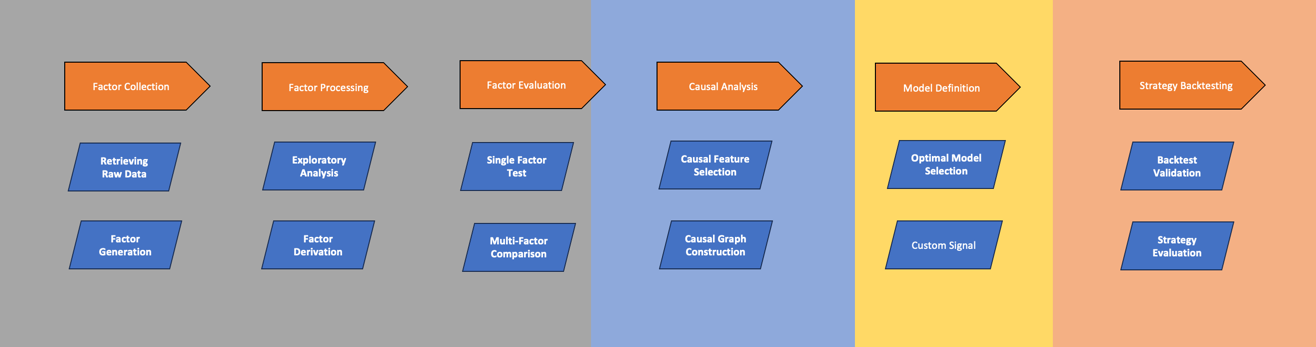 Factor Collection
Factor Processing
Factor Evaluation
Causal Analysis
Model Definition
Strategy Backtesting
Retrieving
Raw Data
Exploratory
Analysis
Single Factor
Test
Causal Feature
Selection
Optimal Model
Selection
Backtest
Validation
Factor
Generation
Factor
Derivation
Multi-Factor
Comparison
Causal Graph
Construction
Custom Signal
Strategy
Evaluation